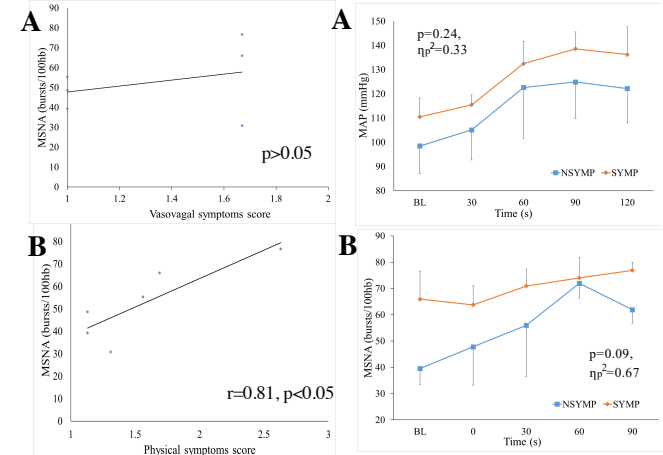 A
MSNA (bursts/100hb)
90
80
70
60
50
40
30
20
10
0
p>0.05
1
1.2
1.4
1.6
1.8
2
Vasovagal symptoms score
A
MAP (mmHg)
150
140
130
120
110
100
90
80
p=0.24,
ηp²=0.33
NSYMP
SYMP
BL
30
60
90
120
Time (s)
B
MSNA (bursts/100hb)
80
70
60
50
40
30
20
10
0
r=0.81, p<0.05
1
1.5
2
2.5
3
Physical symptoms score
B
MSNA (bursts/100hb)
90
80
70
60
50
40
30
20
p=0.09,
ηp²=0.67
NSYMP
SYMP
BL
0
30
60
90
Time (s)